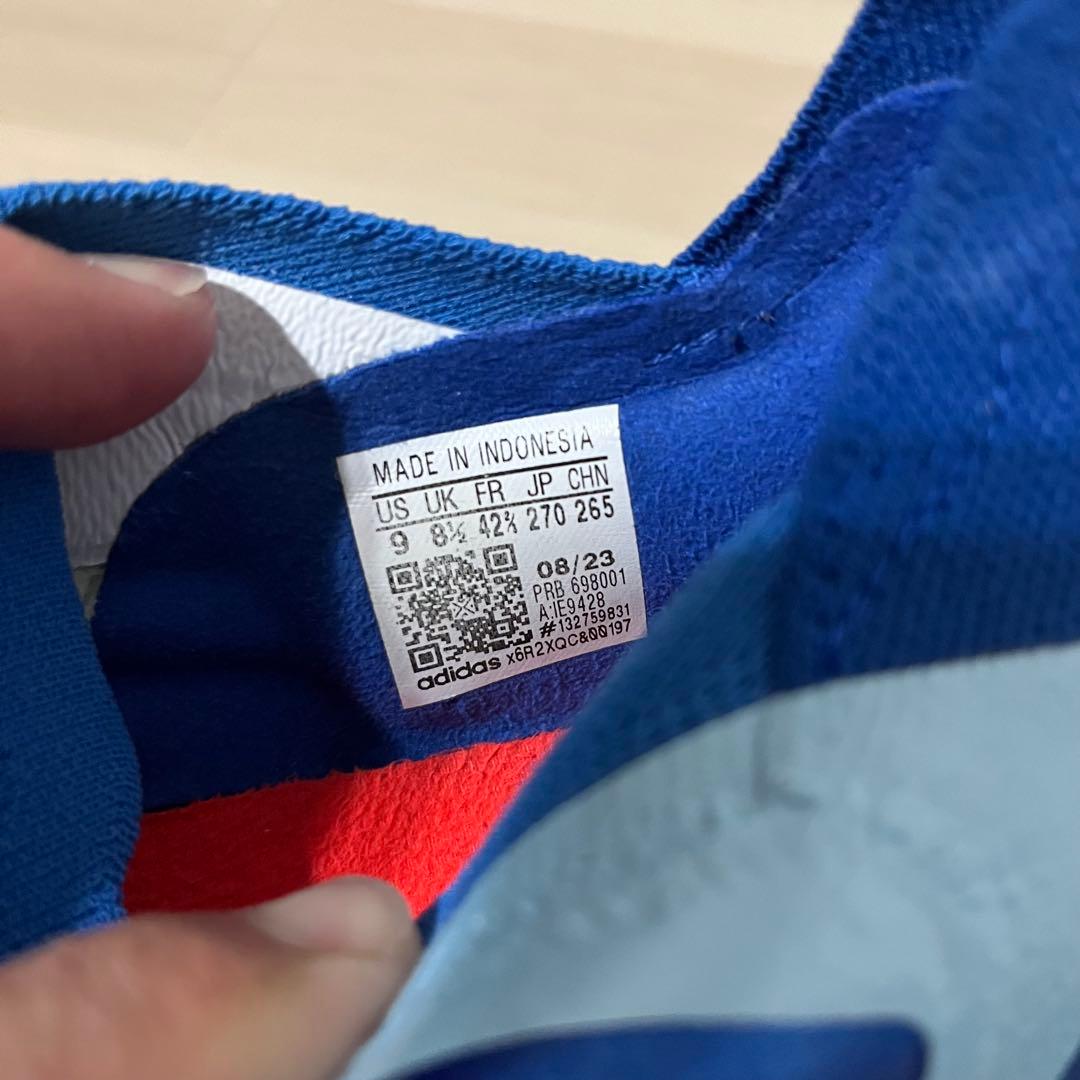 MADE IN INDONESIA
US UK FR JP CHN
9 8½ 42⅔ 270 265
08/23
PRB 698001
A:IE9428
#132759831
adidas x6R2XQC&00197